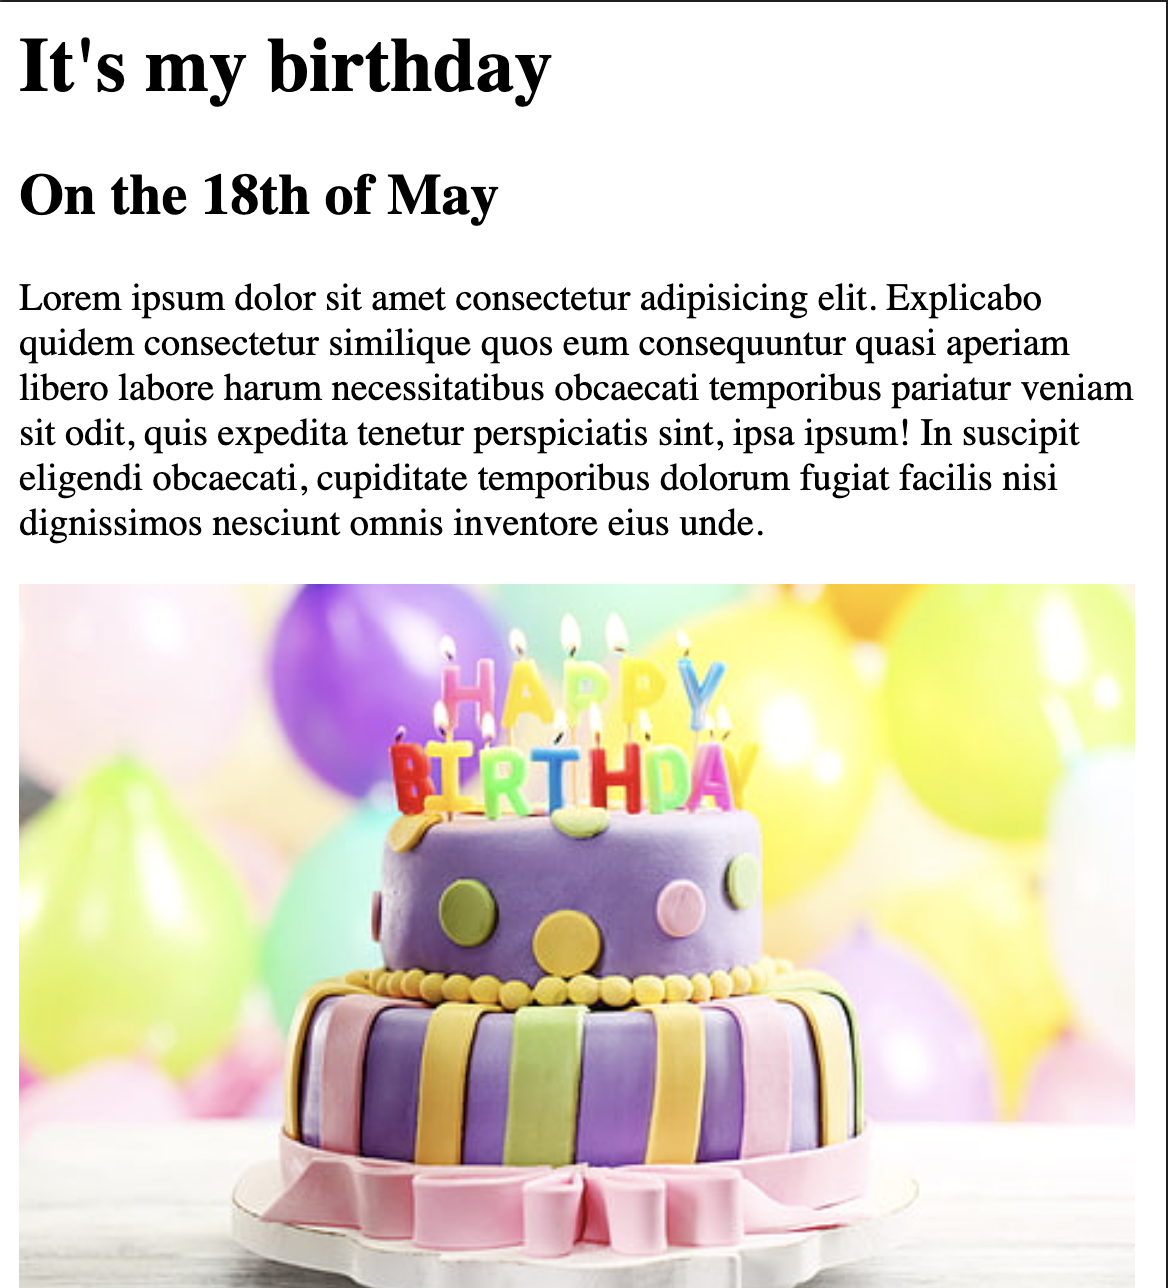 It's my birthday
On the 18th of May
Lorem ipsum dolor sit amet consectetur adipisicing elit. Explicabo
quidem consectetur similique quos eum consequuntur quasi aperiam
libero labore harum necessitatibus obcaecati temporibus pariatur veniam
sit odit, quis expedita tenetur perspiciatis sint, ipsa ipsum! In suscipit
eligendi obcaecati, cupiditate temporibus dolorum fugiat facilis nisi
dignissimos nesciunt omnis inventore eius unde.
HAPPY
BIRTHDAY